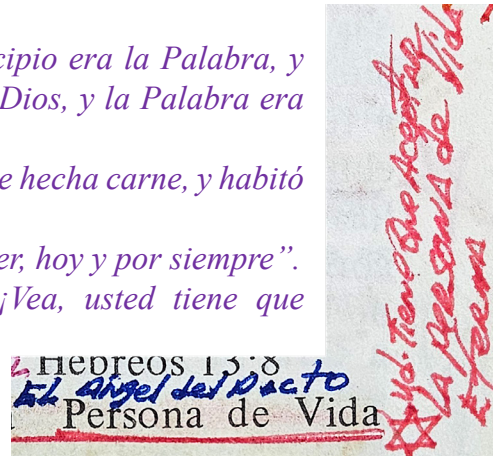 cipio era la Palabra, y
Dios, y la Palabra era
e hecha carne, y habitó
er, hoy y por siempre”.
¡Vea, usted tiene que
Hebreos 13:8
El Angel del Pacto
Persona de Vida
Ud. Tiene Que Aceptar
La Persona de Vida
Eterna